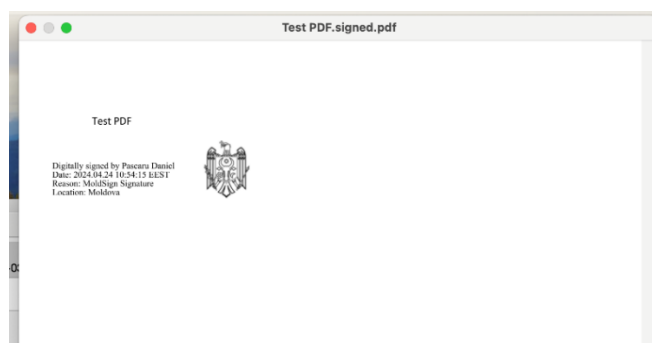 Test PDF.signed.pdf
Test PDF
Digitally signed by Pascaru Daniel
Date: 2024.04.24 10:54:15 EEST
Reason: MoldSign Signature
Location: Moldova